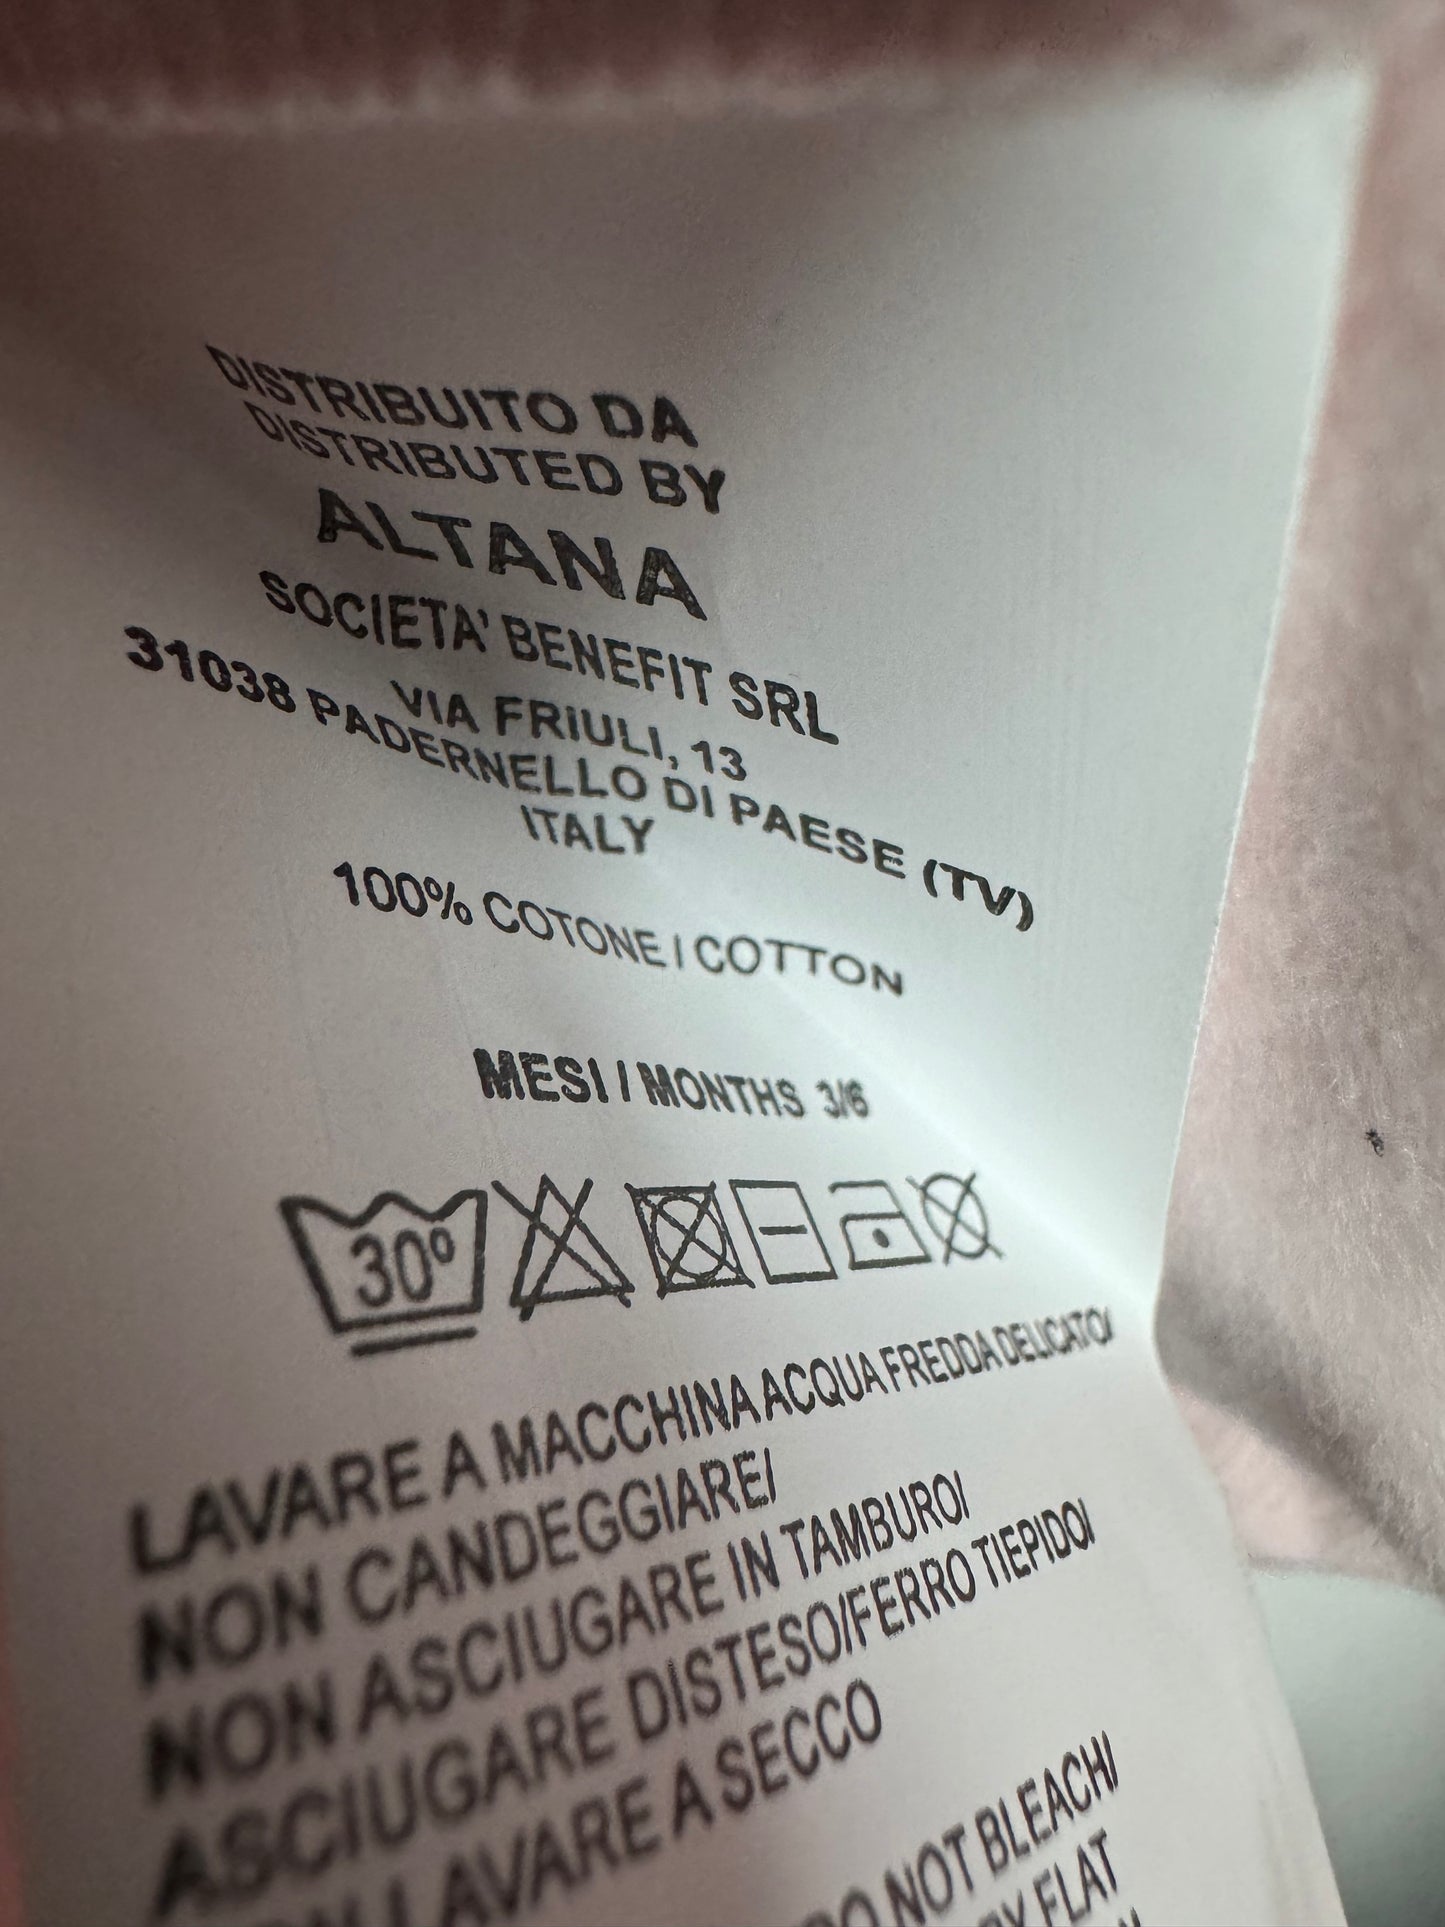 DISTRIBUITO DA
DISTRIBUTED BY
ALTANA
SOCIETA' BENEFIT SRL
VIA FRIULI, 13
31038 PADERNELLO DI PAESE (TV)
ITALY
100% COTONE / COTTON
MESI / MONTHS 3/6
30°
LAVARE A MACCHINA ACQUA FREDDA DELICATO/
NON CANDEGGIARE/
NON ASCIUGARE IN TAMBURO/
ASCIUGARE DISTESO/FERRO TIEPIDO/
LAVARE A SECCO
NOT BLEACH/
FLAT